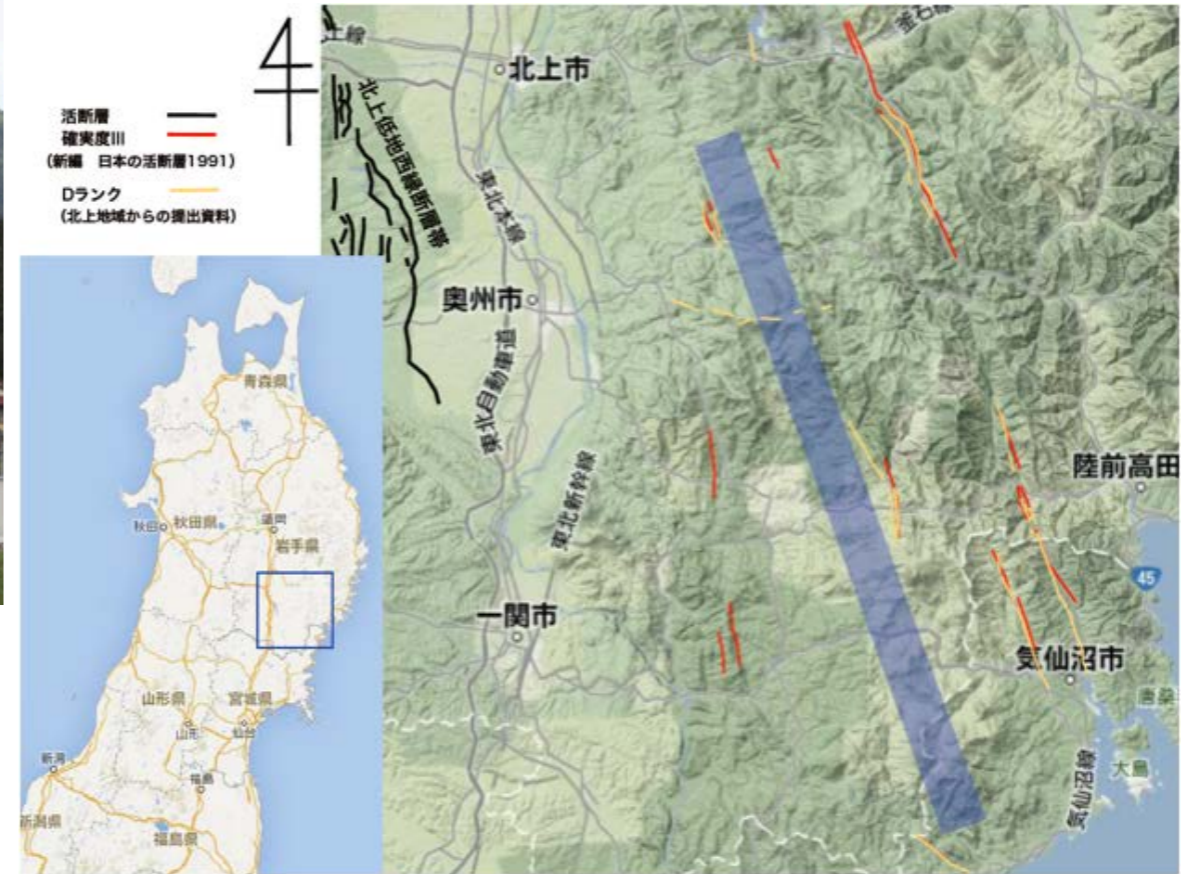 活断層
確実度III
(新編　日本の活断層1991)
Dランク
(北上地域からの提出資料)
上線
釜石線
北上市
北上低地西縁断層帯
東北本線
奥州市
東北自動車道
東北新幹線
陸前高田
45
一関市
気仙沼市
唐桑
大島
気仙沼線
青森県
秋田
秋田県
盛岡
岩手県
山形県
宮城県
山形
仙台
新潟
福島
新潟県
福島県